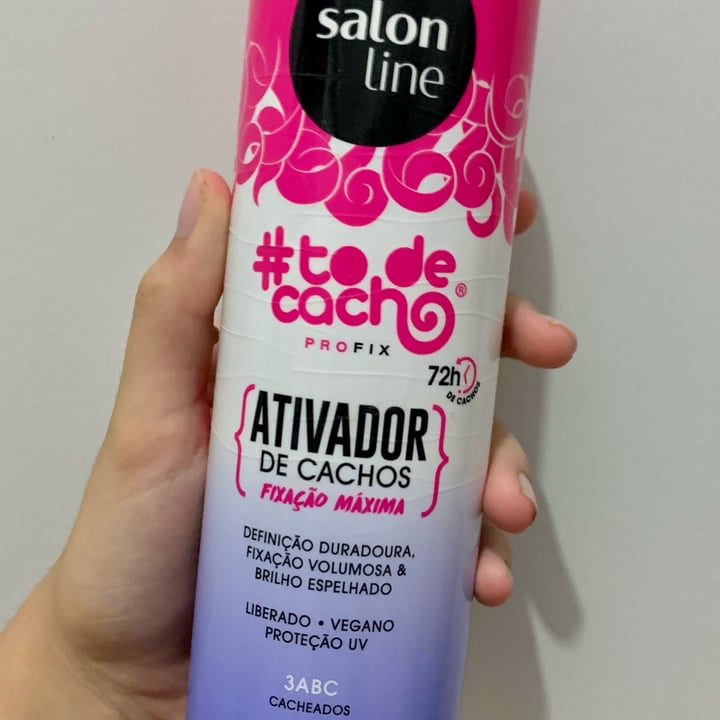 salon
line
#to de
cacho®
PROFIX
72h
DE CACHOS
{ATIVADOR
DE CACHOS
FIXAÇÃO MÁXIMA}
DEFINIÇÃO DURADOURA,
FIXAÇÃO VOLUMOSA &
BRILHO ESPELHADO
LIBERADO • VEGANO
PROTEÇÃO UV
3ABC
CACHEADOS